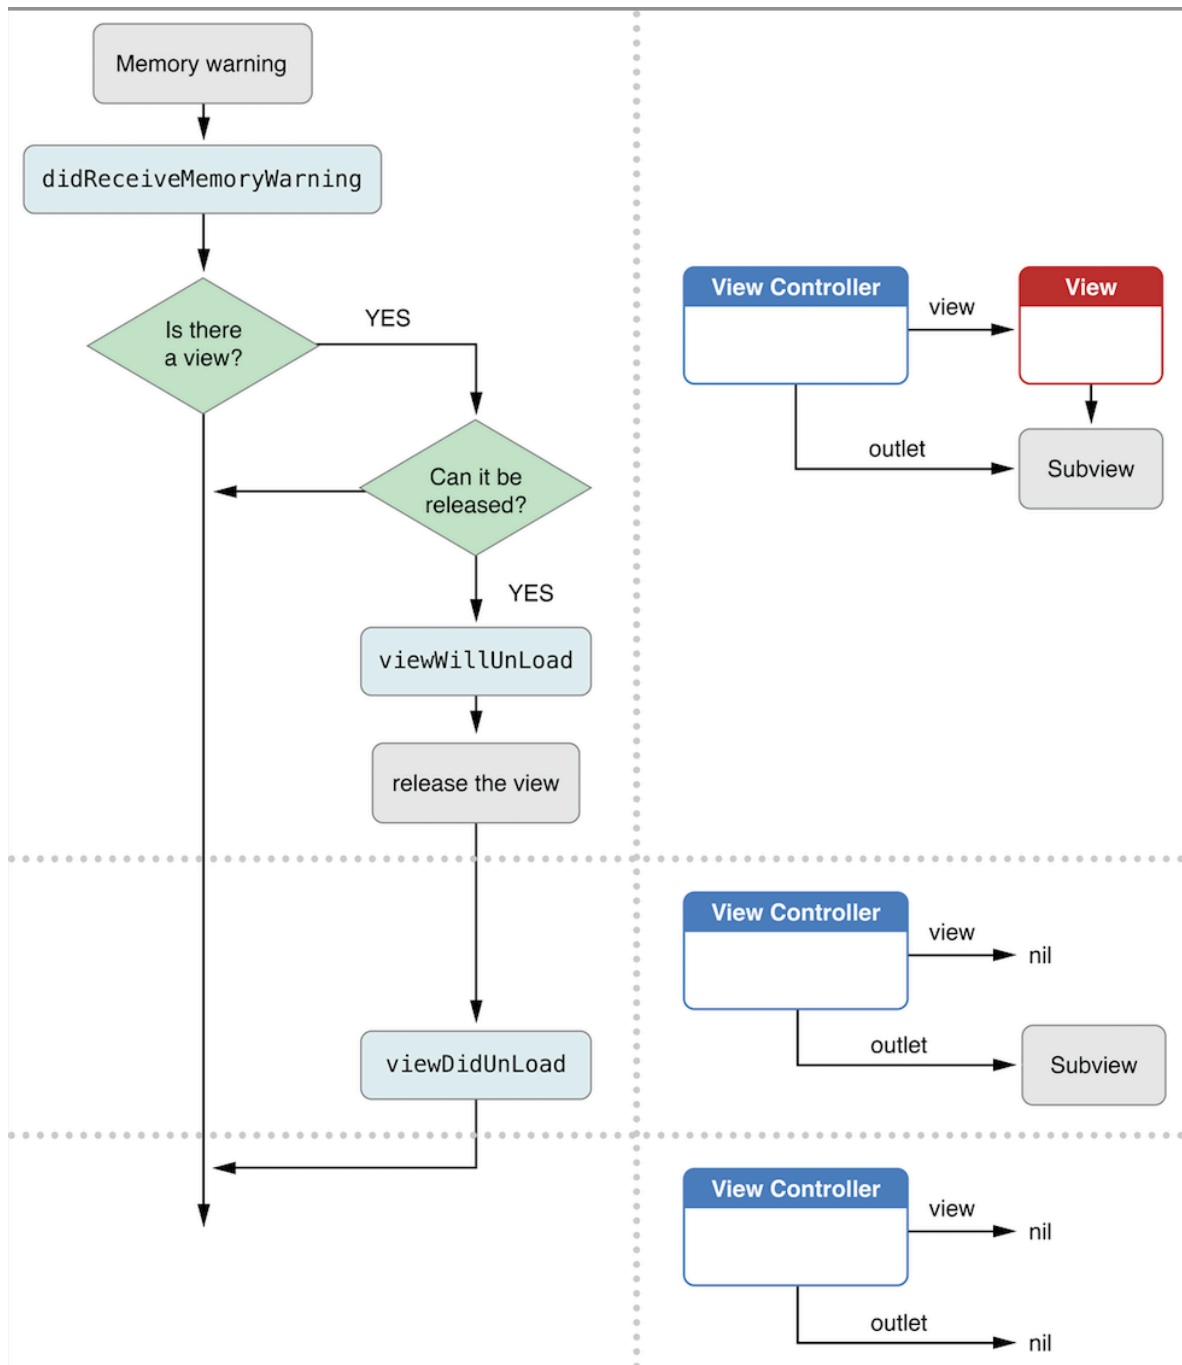 Memory warning
didReceiveMemoryWarning
Is there
a view?
YES
Can it be
released?
YES
viewWillUnLoad
release the view
viewDidUnLoad
View Controller
view
View
outlet
Subview
View Controller
view
nil
outlet
Subview
View Controller
view
nil
outlet
nil